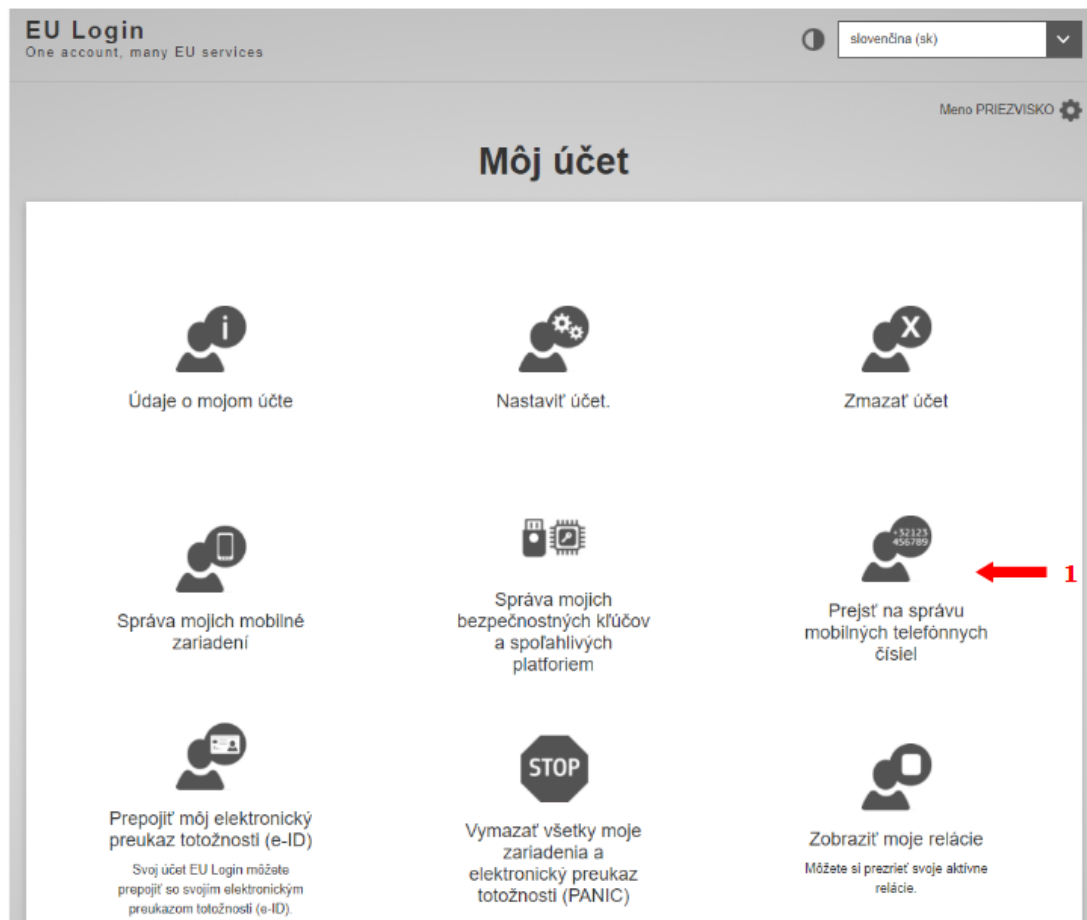 EU Login
One account, many EU services
slovenčina (sk)
Meno PRIEZVISKO
Môj účet
i
X
Údaje o mojom účte
Nastaviť účet.
Zmazať účet
+32123
456789
1
Správa mojich mobilné
zariadení
Správa mojich
bezpečnostných kľúčov
a spoľahlivých
platforiem
Prejsť na správu
mobilných telefónnych
čísiel
STOP
Prepojiť môj elektronický
preukaz totožnosti (e-ID)
Svoj účet EU Login môžete
prepojiť so svojím elektronickým
preukazom totožnosti (e-ID).
Vymazať všetky moje
zariadenia a
elektronický preukaz
totožnosti (PANIC)
Zobraziť moje relácie
Môžete si prezrieť svoje aktívne
relácie.